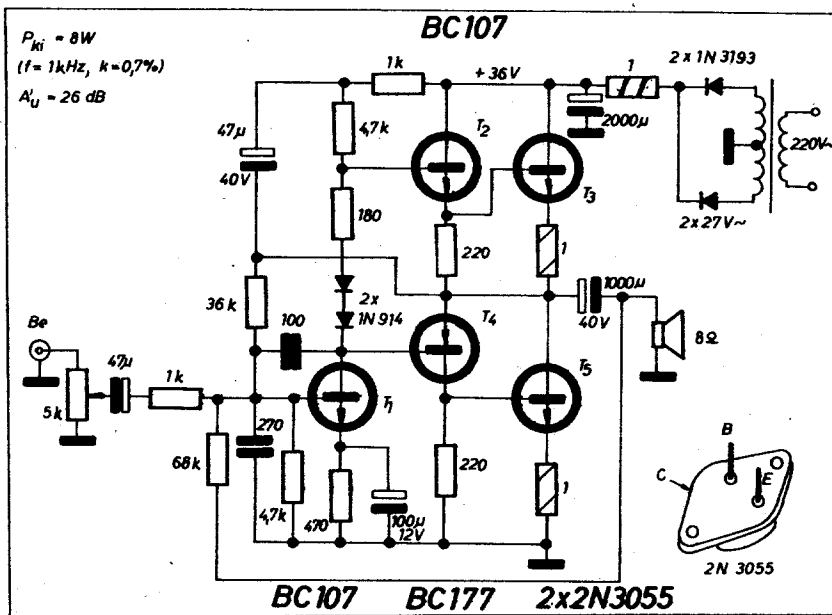 BC107
P_ki = 8W
(f = 1kHz, k = 0,7%)
A'_u = 26 dB
1k
+36V
1
2 x 1N 3193
47µ
40V
4,7k
T2
T3
2000µ
220V~
180
2x27V~
220
1
1000µ
40V
36k
2x
1N 914
T4
8Ω
Be
100
47µ
1k
T1
T5
5k
270
68k
4,7k
470
100µ
12V
220
1
B
C
E
2N 3055
BC107
BC177
2x2N3055